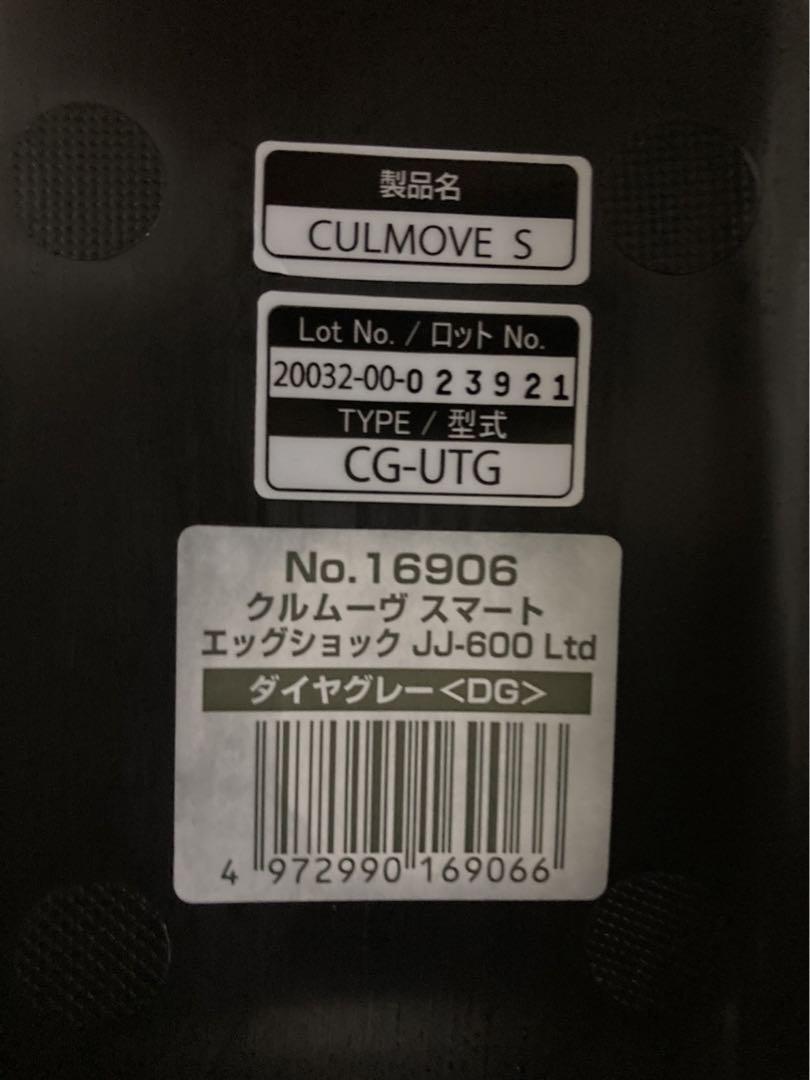 製品名
CULMOVE S
Lot No. / ロット No.
20032-00-023921
TYPE / 型式
CG-UTG
No.16906
クルムーヴ スマート
エッグショック JJ-600 Ltd
ダイヤグレー<DG>
4 972990 169066